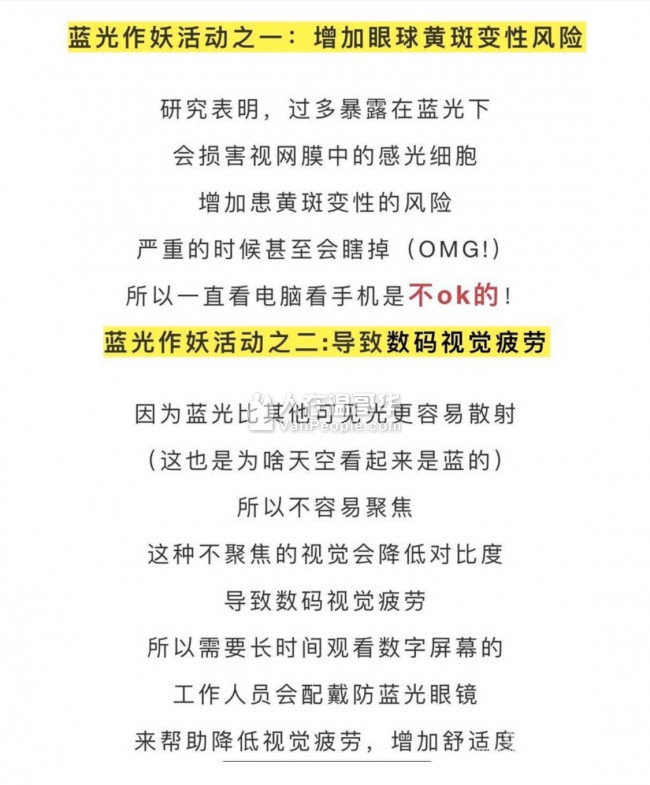 蓝光作妖活动之一：增加眼球黄斑变性风险
研究表明，过多暴露在蓝光下
会损害视网膜中的感光细胞
增加患黄斑变性的风险
严重的时候甚至会瞎掉（OMG!）
所以一直看电脑看手机是不ok的！
蓝光作妖活动之二:导致数码视觉疲劳
因为蓝光比其他可见光更容易散射
人在温哥华
VanPeople.com
（这也是为啥天空看起来是蓝的）
所以不容易聚焦
这种不聚焦的视觉会降低对比度
导致数码视觉疲劳
所以需要长时间观看数字屏幕的
工作人员会配戴防蓝光眼镜
来帮助降低视觉疲劳，增加舒适度